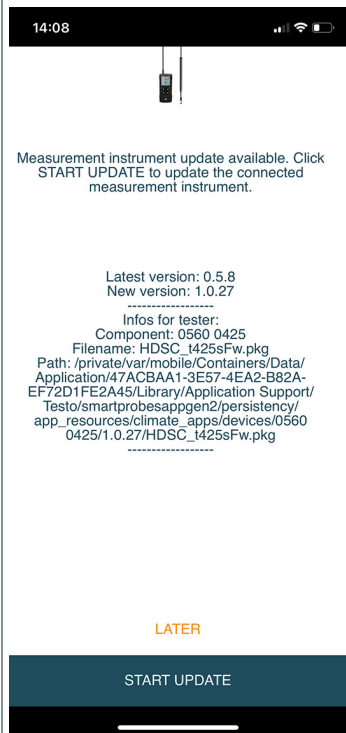 14:08
Measurement instrument update available. Click
START UPDATE to update the connected
measurement instrument.
Latest version: 0.5.8
New version: 1.0.27
------------------
Infos for tester:
Component: 0560 0425
Filename: HDSC_t425sFw.pkg
Path: /private/var/mobile/Containers/Data/
Application/47ACBAA1-3E57-4EA2-B82A-
EF72D1FE2A45/Library/Application Support/
Testo/smartprobesappgen2/persistency/
app_resources/climate_apps/devices/0560
0425/1.0.27/HDSC_t425sFw.pkg
------------------
LATER
START UPDATE